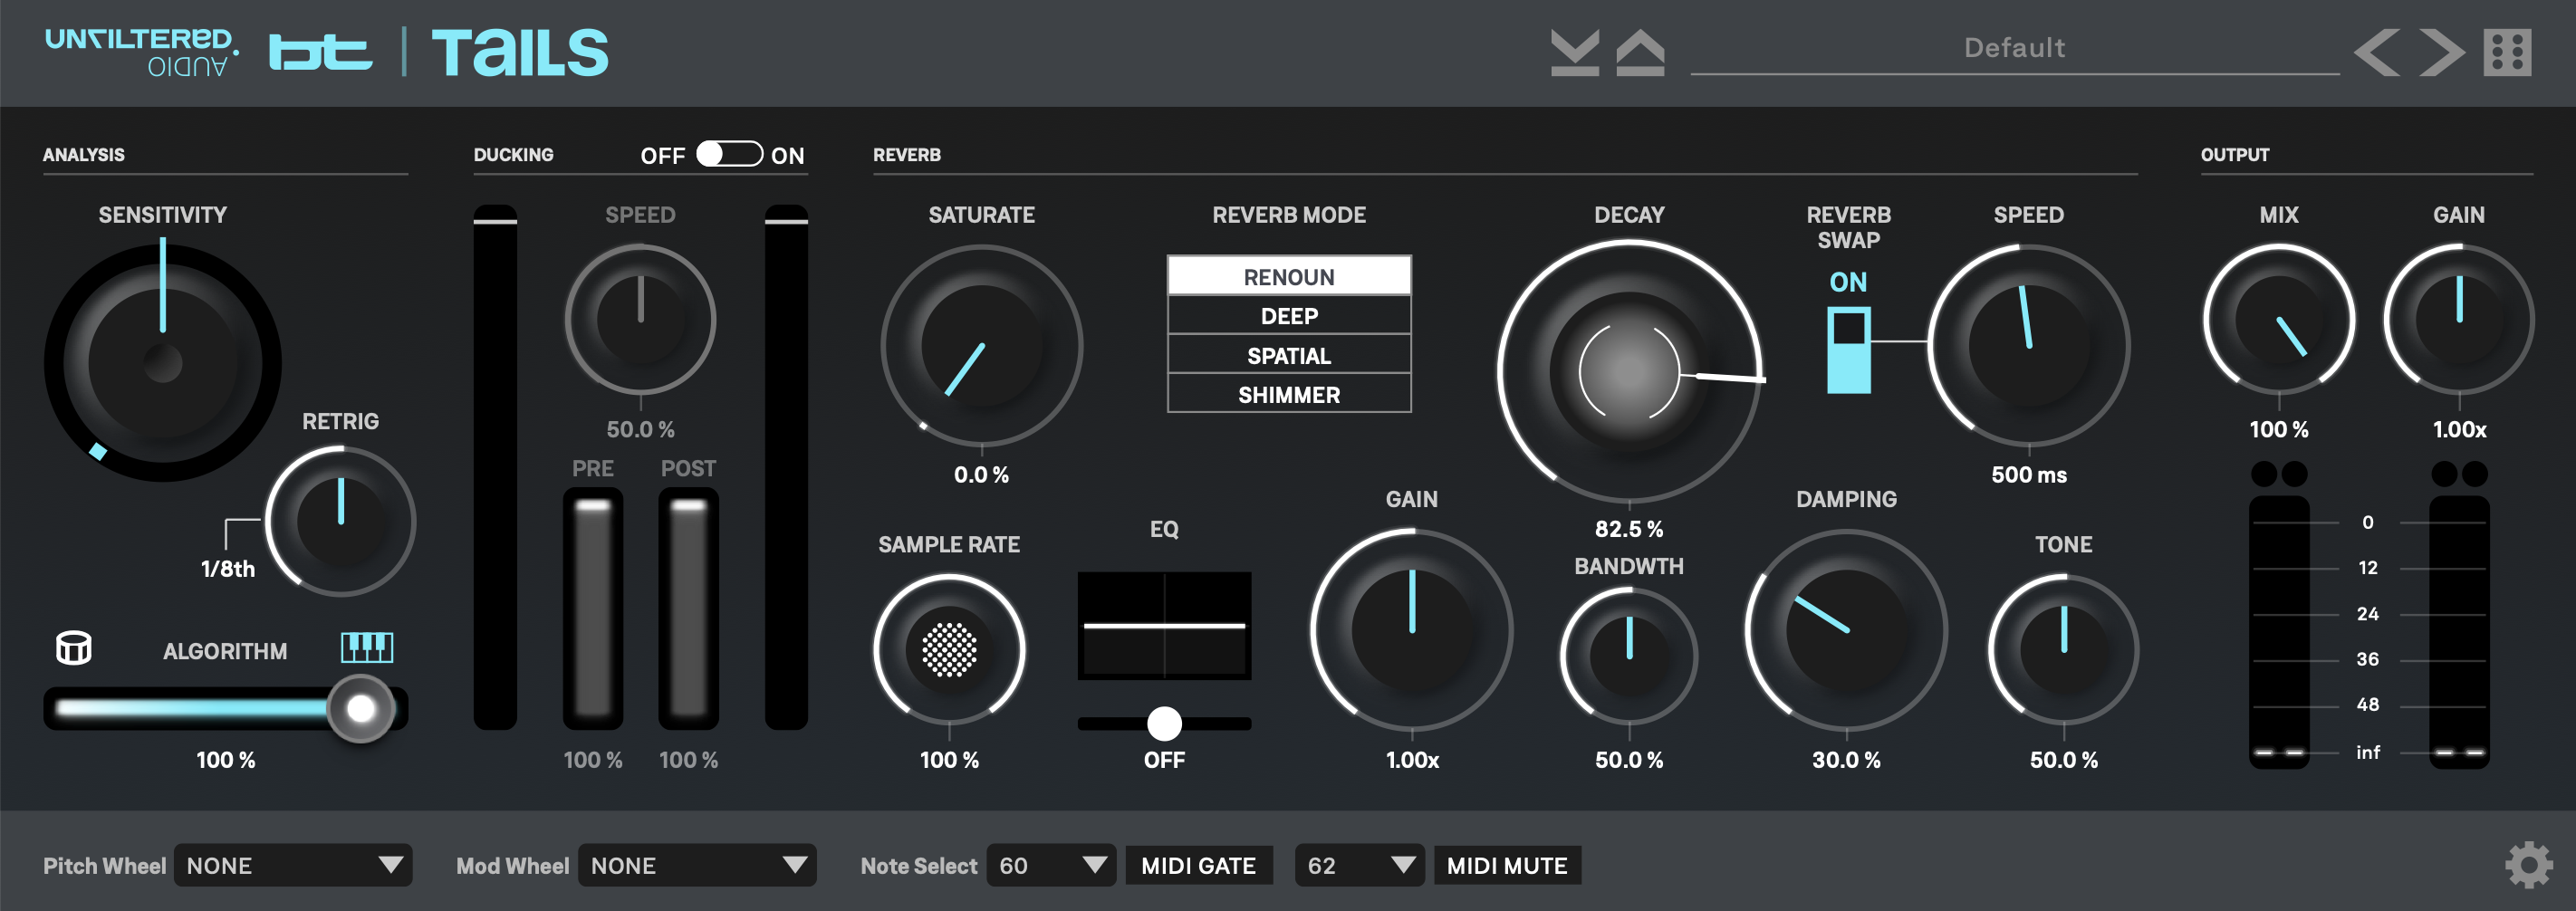 UNFILTERED
AUDIO
bt | TAILS
Default
ANALYSIS
SENSITIVITY
RETRIG
1/8th
ALGORITHM
100 %
DUCKING
OFF ON
SPEED
50.0 %
PRE POST
100 % 100 %
REVERB
SATURATE
0.0 %
REVERB MODE
RENOUN
DEEP
SPATIAL
SHIMMER
DECAY
82.5 %
REVERB
SWAP
ON
SPEED
500 ms
SAMPLE RATE
100 %
EQ
OFF
GAIN
1.00x
BANDWTH
50.0 %
DAMPING
30.0 %
TONE
50.0 %
OUTPUT
MIX
100 %
GAIN
1.00x
0
12
24
36
48
inf
Pitch Wheel NONE Mod Wheel NONE Note Select 60 MIDI GATE 62 MIDI MUTE